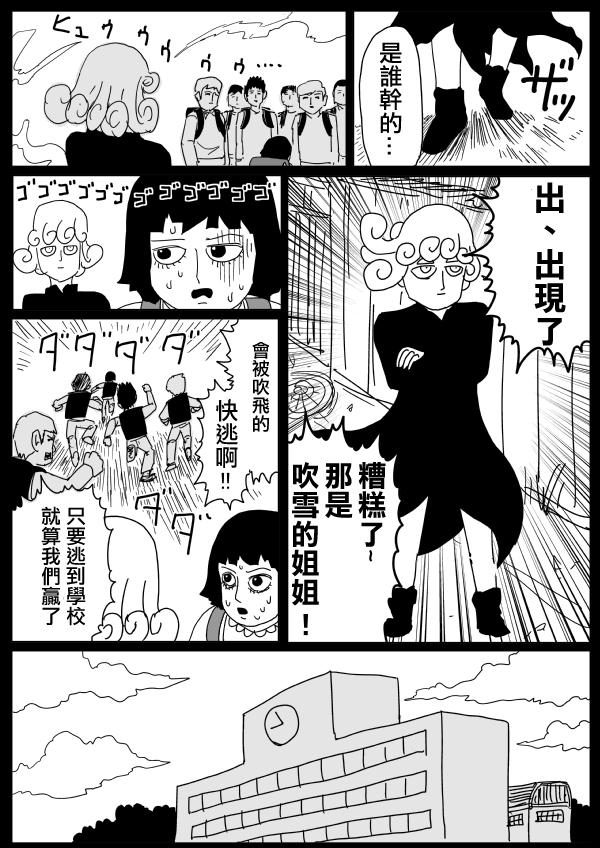 是誰幹的…
ザッ
ヒュウウウウウ……
出、出現了
糟糕了~
那是
吹雪的姐姐！
ゴゴゴゴゴゴ
ゴゴゴゴゴゴ
會被吹飛的
快逃啊!!
ダダダダ
ダダ
只要逃到學校
就算我們贏了